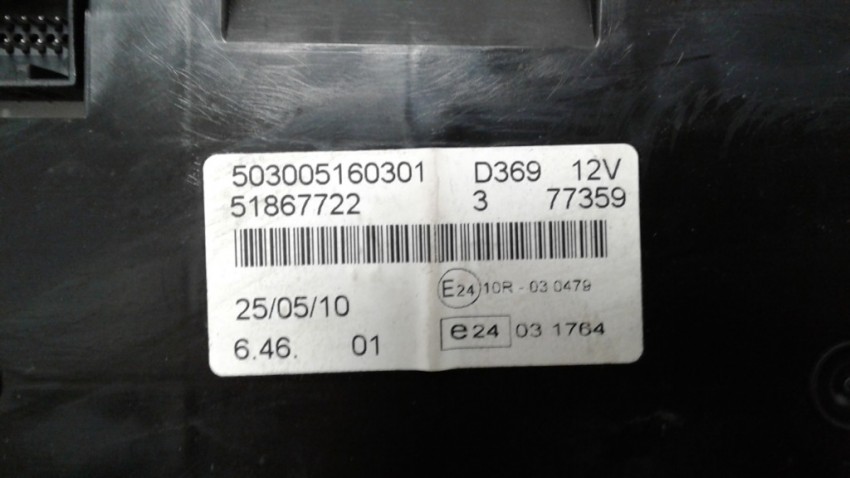 503005160301 D369 12V
51867722 3 77359
25/05/10
E24 10R - 03 0479
6.46. 01
e24 03 1764